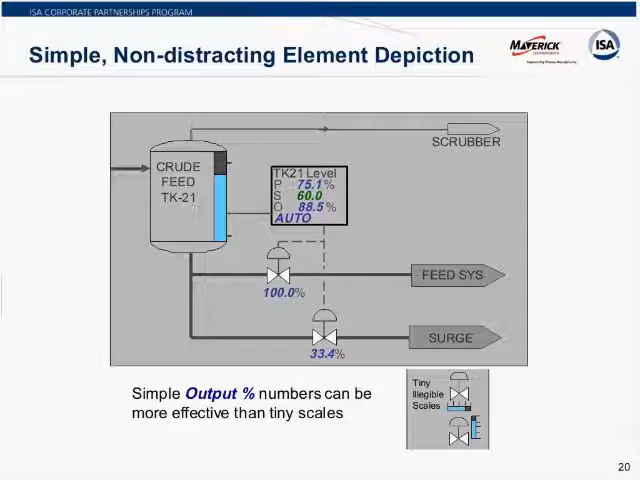 ISA CORPORATE PARTNERSHIPS PROGRAM
Simple, Non-distracting Element Depiction
MAVERICK
ISA
SCRUBBER
CRUDE
FEED
TK-21
TK21 Level
P 75.1%
S 60.0
O 88.5%
AUTO
FEED SYS
100.0%
SURGE
33.4%
Simple Output % numbers can be
more effective than tiny scales
Tiny
Illegible
Scales
20